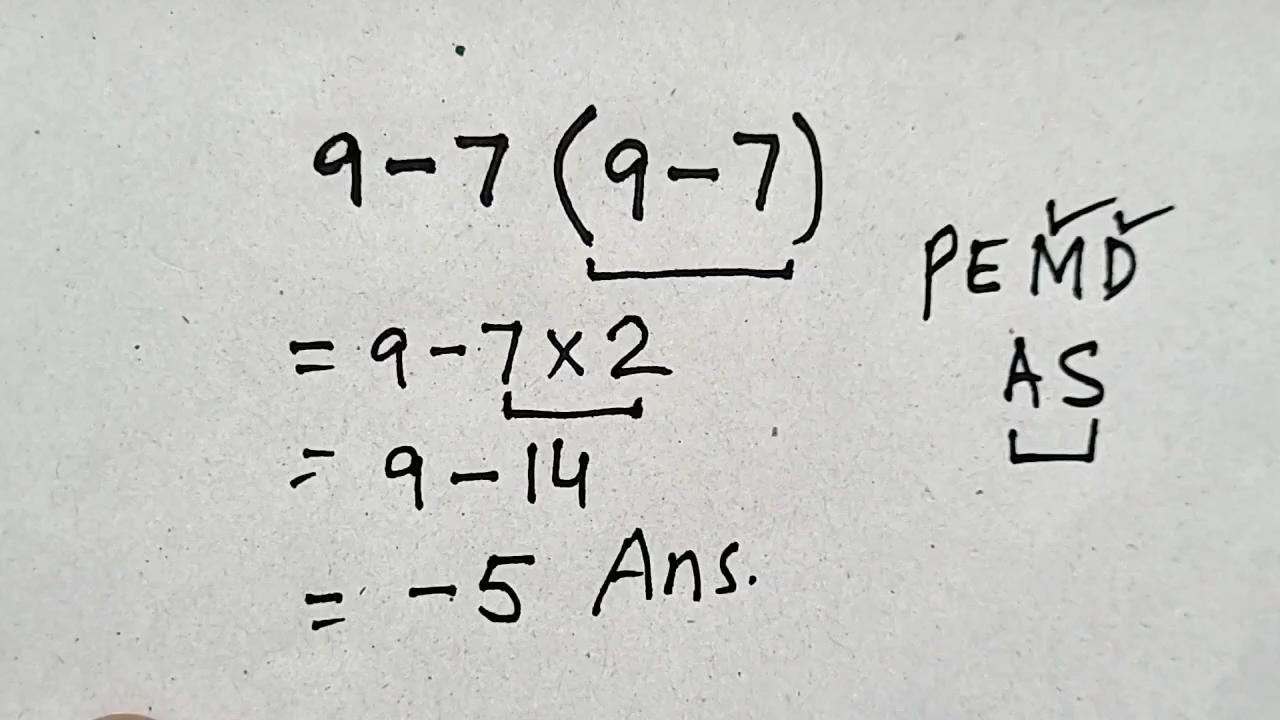 9 - 7 (9 - 7)
= 9 - 7 × 2
= 9 - 14
= - 5 Ans.
PEMD
AS